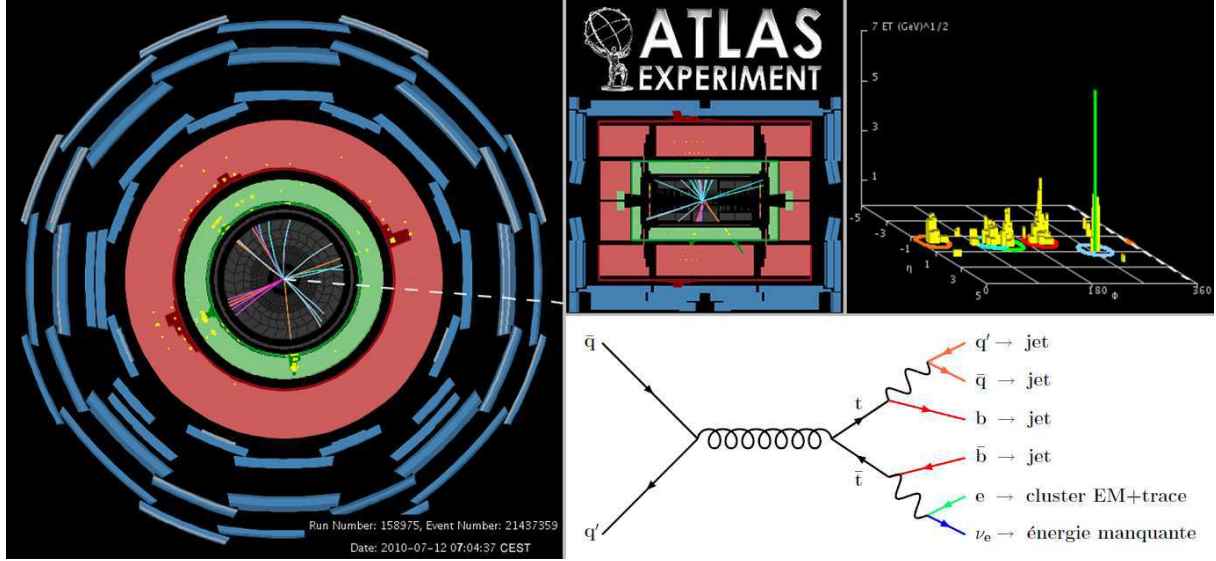 Run Number: 158975, Event Number: 21437359
Date: 2010-07-12 07:04:37 CEST
ATLAS
EXPERIMENT
7 ET (GeV)^1/2
5
3
1
-5
-3
-1
η
1
3
5
0
180
Φ
360
q̄
q′
t
t̄
q′ → jet
q̄ → jet
b → jet
b̄ → jet
e → cluster EM+trace
νe → énergie manquante